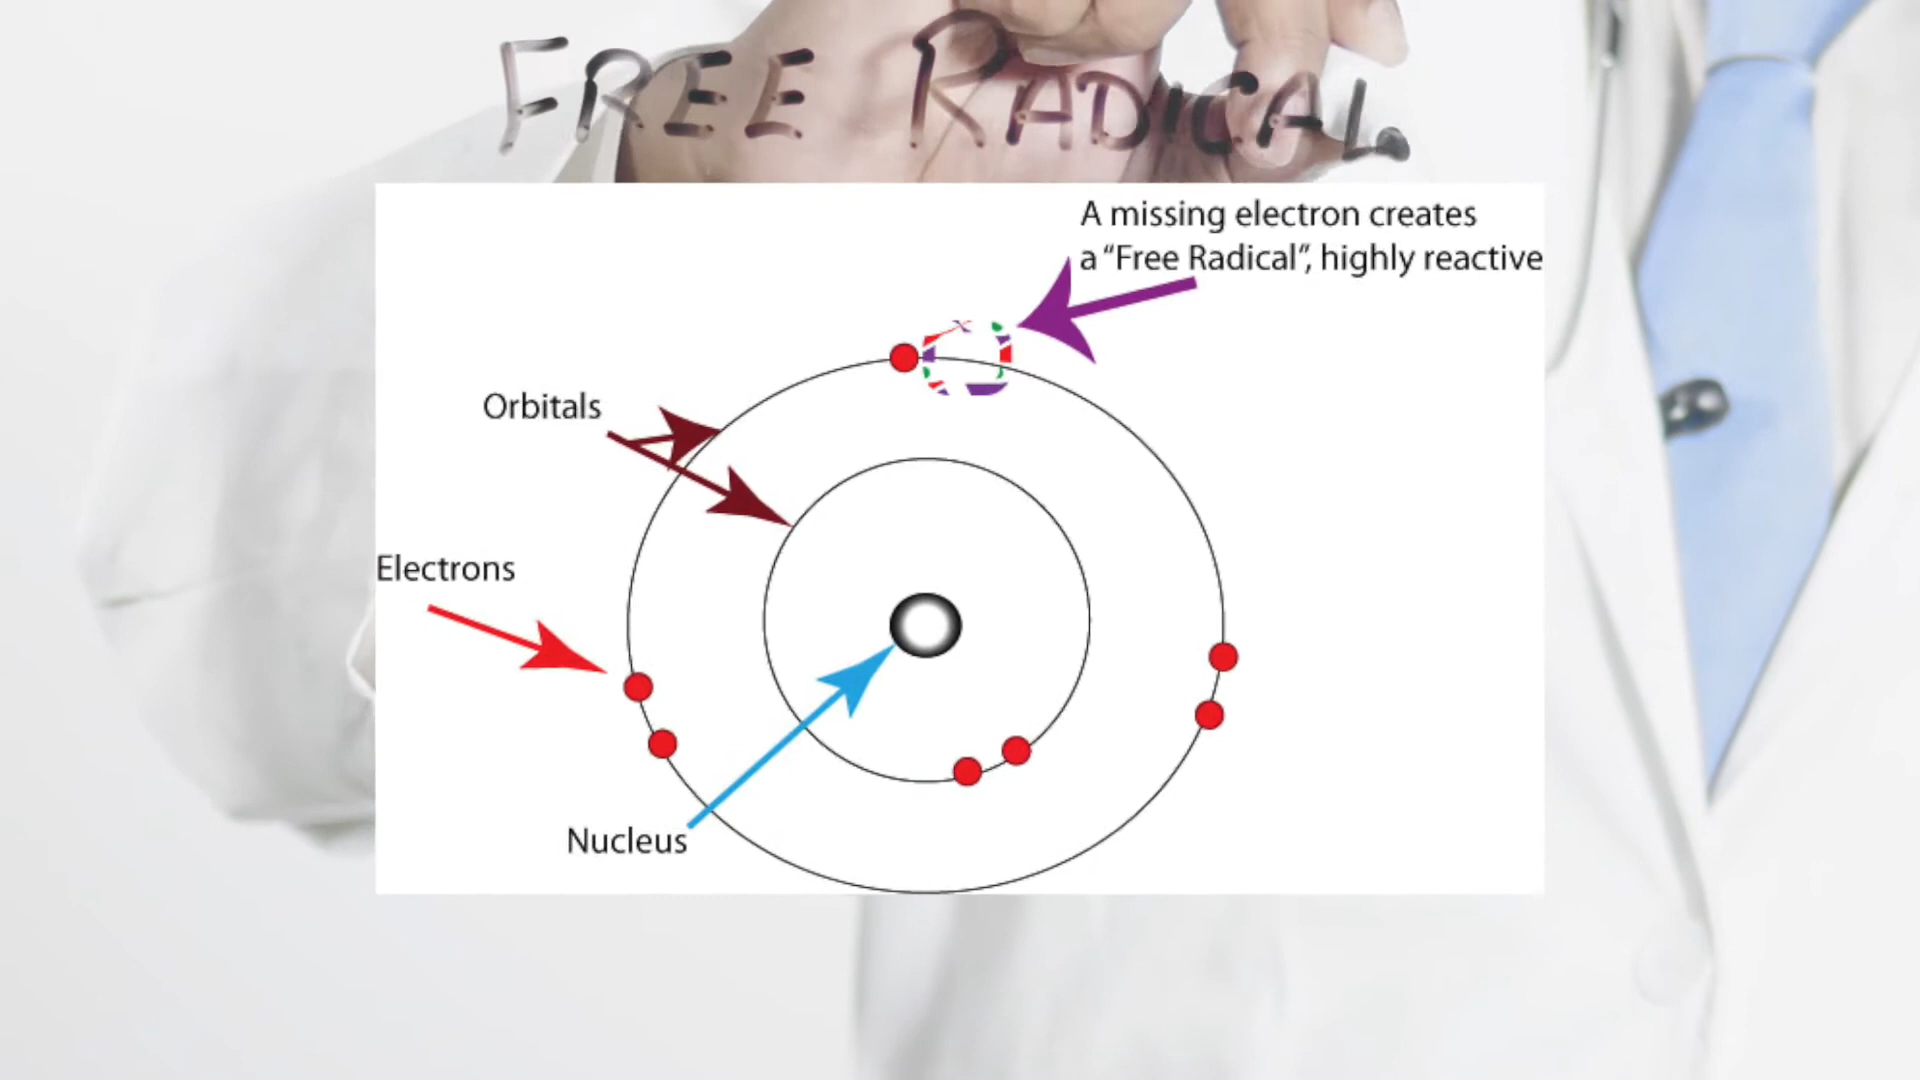 FREE RADICAL
A missing electron creates
a “Free Radical”, highly reactive
Orbitals
Electrons
Nucleus